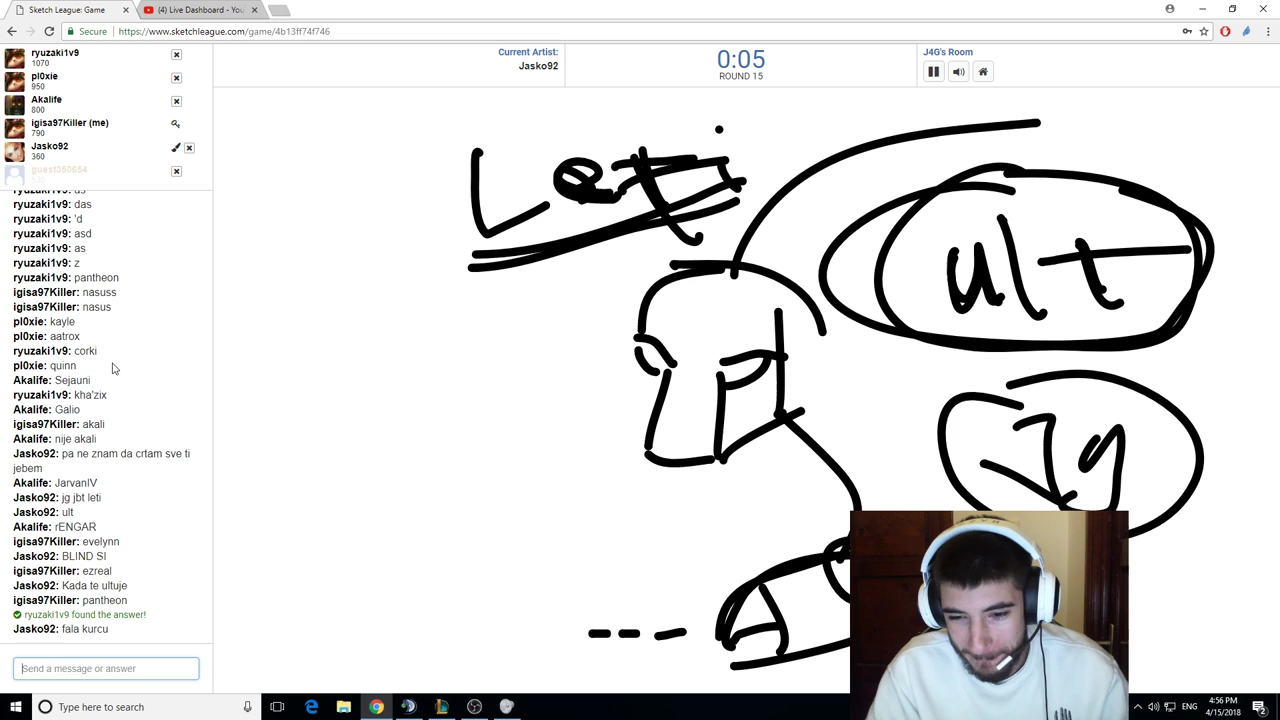 Sketch League: Game
(4) Live Dashboard - You
Secure
https://www.sketchleague.com/game/4b13ff74f746
ryuzaki1v9
1070
pl0xie
950
Akalife
800
igisa97Killer (me)
790
Jasko92
360
guest350654
Current Artist:
Jasko92
0:05
ROUND 15
J4G's Room
ryuzaki1v9: as
ryuzaki1v9: das
ryuzaki1v9: 'd
ryuzaki1v9: asd
ryuzaki1v9: as
ryuzaki1v9: z
ryuzaki1v9: pantheon
igisa97Killer: nasuss
igisa97Killer: nasus
pl0xie: kayle
pl0xie: aatrox
ryuzaki1v9: corki
pl0xie: quinn
Akalife: Sejauni
ryuzaki1v9: kha'zix
Akalife: Galio
igisa97Killer: akali
Akalife: nije akali
Jasko92: pa ne znam da crtam sve ti
jebem
Akalife: JarvanIV
Jasko92: jg jbt leti
Jasko92: ult
Akalife: rENGAR
igisa97Killer: evelynn
Jasko92: BLIND SI
igisa97Killer: ezreal
Jasko92: Kada te ultuje
igisa97Killer: pantheon
ryuzaki1v9 found the answer!
Jasko92: fala kurcu
Send a message or answer
Leti
ult
Jg
Type here to search
ENG
4:56 PM
4/15/2018
2